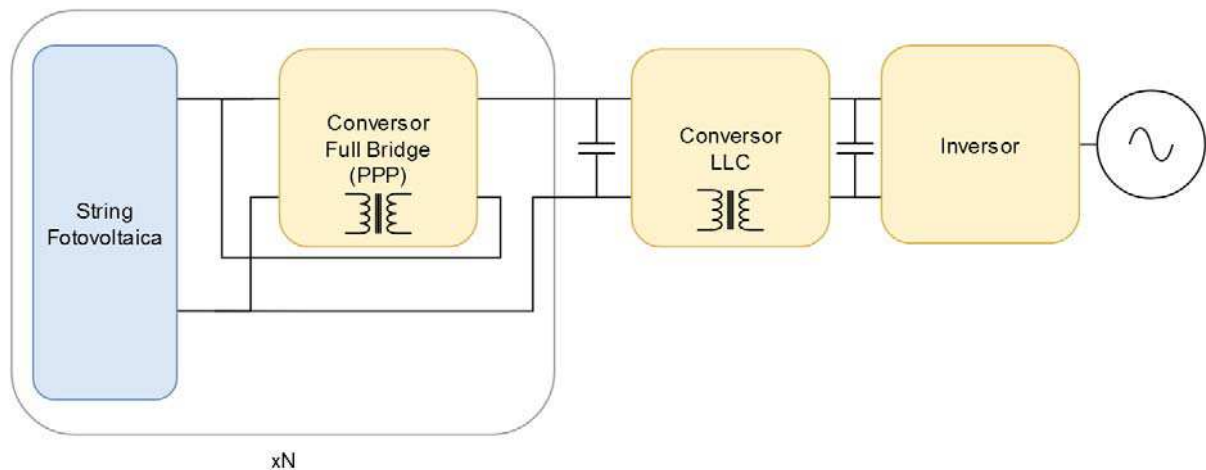 String
Fotovoltaica
Conversor
Full Bridge
(PPP)
Conversor
LLC
Inversor
xN